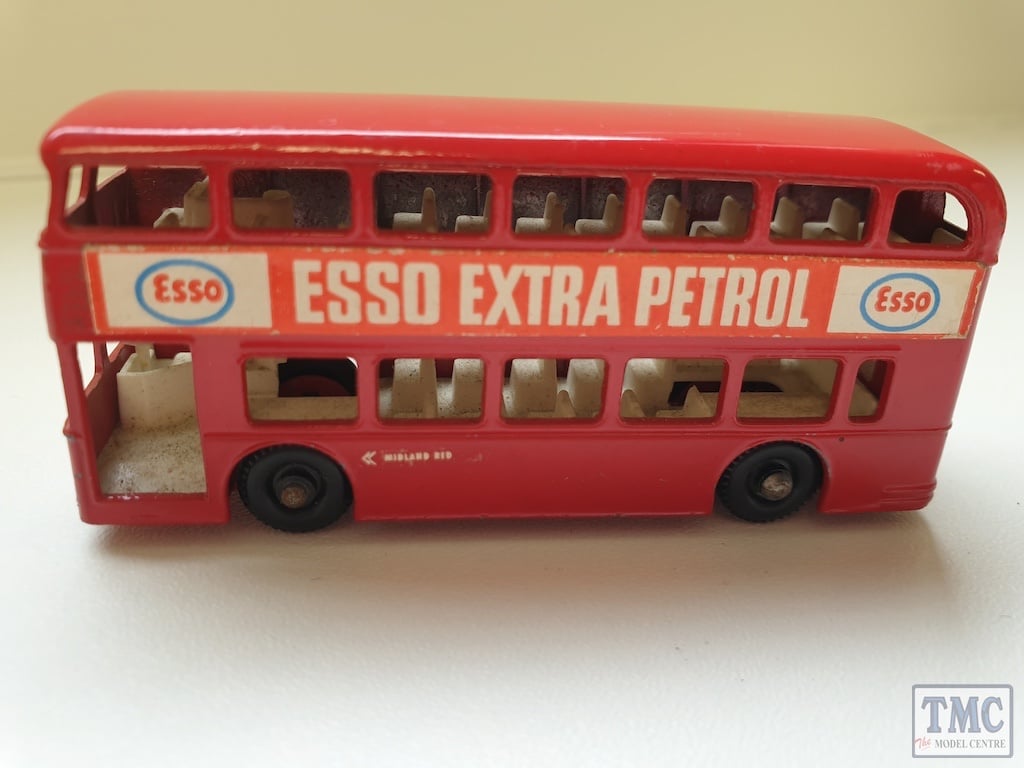 Esso
ESSO EXTRA PETROL
Esso
MIDLAND RED
TMC
The MODEL CENTRE